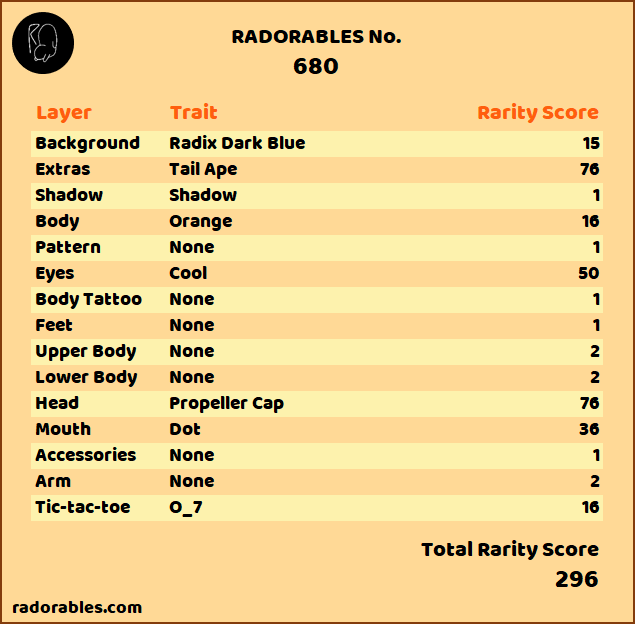 RADORABLES No.
680
Layer Trait Rarity Score
Background Radix Dark Blue 15
Extras Tail Ape 76
Shadow Shadow 1
Body Orange 16
Pattern None 1
Eyes Cool 50
Body Tattoo None 1
Feet None 1
Upper Body None 2
Lower Body None 2
Head Propeller Cap 76
Mouth Dot 36
Accessories None 1
Arm None 2
Tic-tac-toe O_7 16
Total Rarity Score
296
radorables.com